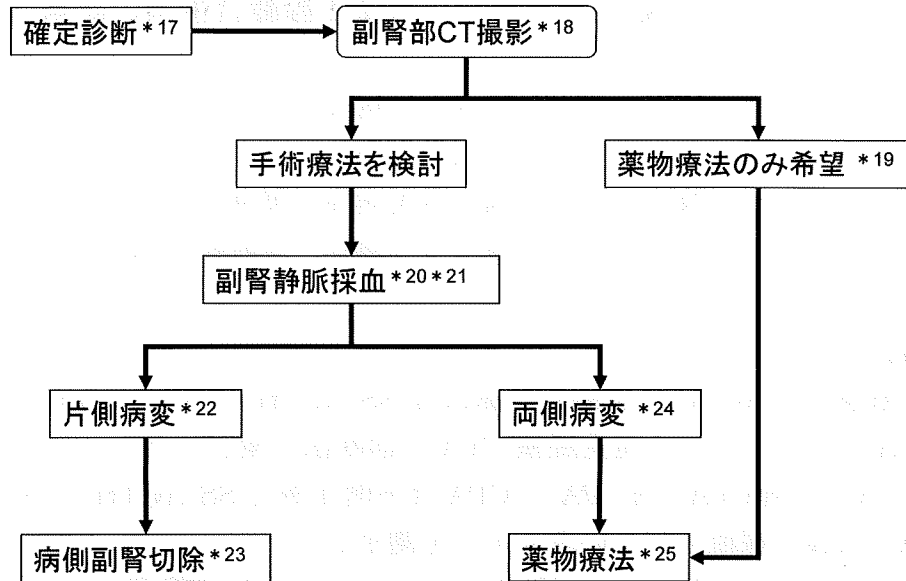 確定診断*17
副腎部CT撮影*18
手術療法を検討
薬物療法のみ希望 *19
副腎静脈採血*20*21
片側病変*22
両側病変*24
病側副腎切除*23
薬物療法*25